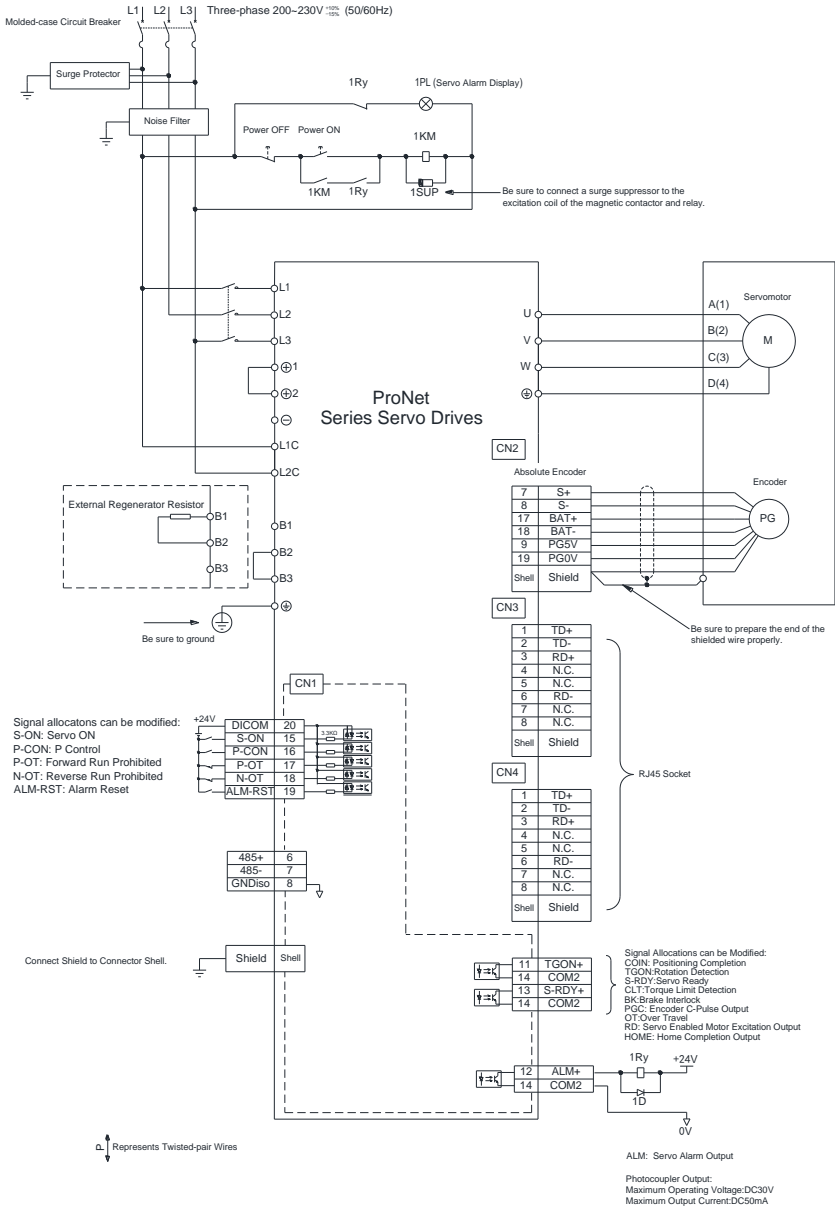 L1 L2 L3 Three-phase 200~230V +10% -15% (50/60Hz)
Molded-case Circuit Breaker
Surge Protector
Noise Filter
1Ry 1PL (Servo Alarm Display)
Power OFF Power ON
1KM
1KM 1Ry 1SUP
Be sure to connect a surge suppressor to the
excitation coil of the magnetic contactor and relay.
L1
L2
L3
⊕1
⊕2
⊖
L1C
L2C
External Regenerator Resistor
B1
B2
B3
B1
B2
B3
Be sure to ground
ProNet
Series Servo Drives
U
V
W
A(1)
B(2)
C(3)
D(4)
Servomotor
M
CN2
Absolute Encoder
7 S+
8 S-
17 BAT+
18 BAT-
9 PG5V
19 PG0V
Shell Shield
Encoder
PG
Be sure to prepare the end of the
shielded wire properly.
CN3
1 TD+
2 TD-
3 RD+
4 N.C.
5 N.C.
6 RD-
7 N.C.
8 N.C.
Shell Shield
CN4
1 TD+
2 TD-
3 RD+
4 N.C.
5 N.C.
6 RD-
7 N.C.
8 N.C.
Shell Shield
RJ45 Socket
CN1
Signal allocatons can be modified:
S-ON: Servo ON
P-CON: P Control
P-OT: Forward Run Prohibited
N-OT: Reverse Run Prohibited
ALM-RST: Alarm Reset
+24V
DICOM 20
S-ON 15
P-CON 16
P-OT 17
N-OT 18
ALM-RST 19
3.3KΩ
485+ 6
485- 7
GNDiso 8
Connect Shield to Connector Shell.
Shield Shell
11 TGON+
14 COM2
13 S-RDY+
14 COM2
Signal Allocations can be Modified:
COIN: Positioning Completion
TGON:Rotation Detection
S-RDY:Servo Ready
CLT:Torque Limit Detection
BK:Brake Interlock
PGC: Encoder C-Pulse Output
OT:Over Travel
RD: Servo Enabled Motor Excitation Output
HOME: Home Completion Output
12 ALM+
14 COM2
1Ry
+24V
1D
0V
ALM: Servo Alarm Output
Photocoupler Output:
Maximum Operating Voltage:DC30V
Maximum Output Current:DC50mA
P Represents Twisted-pair Wires